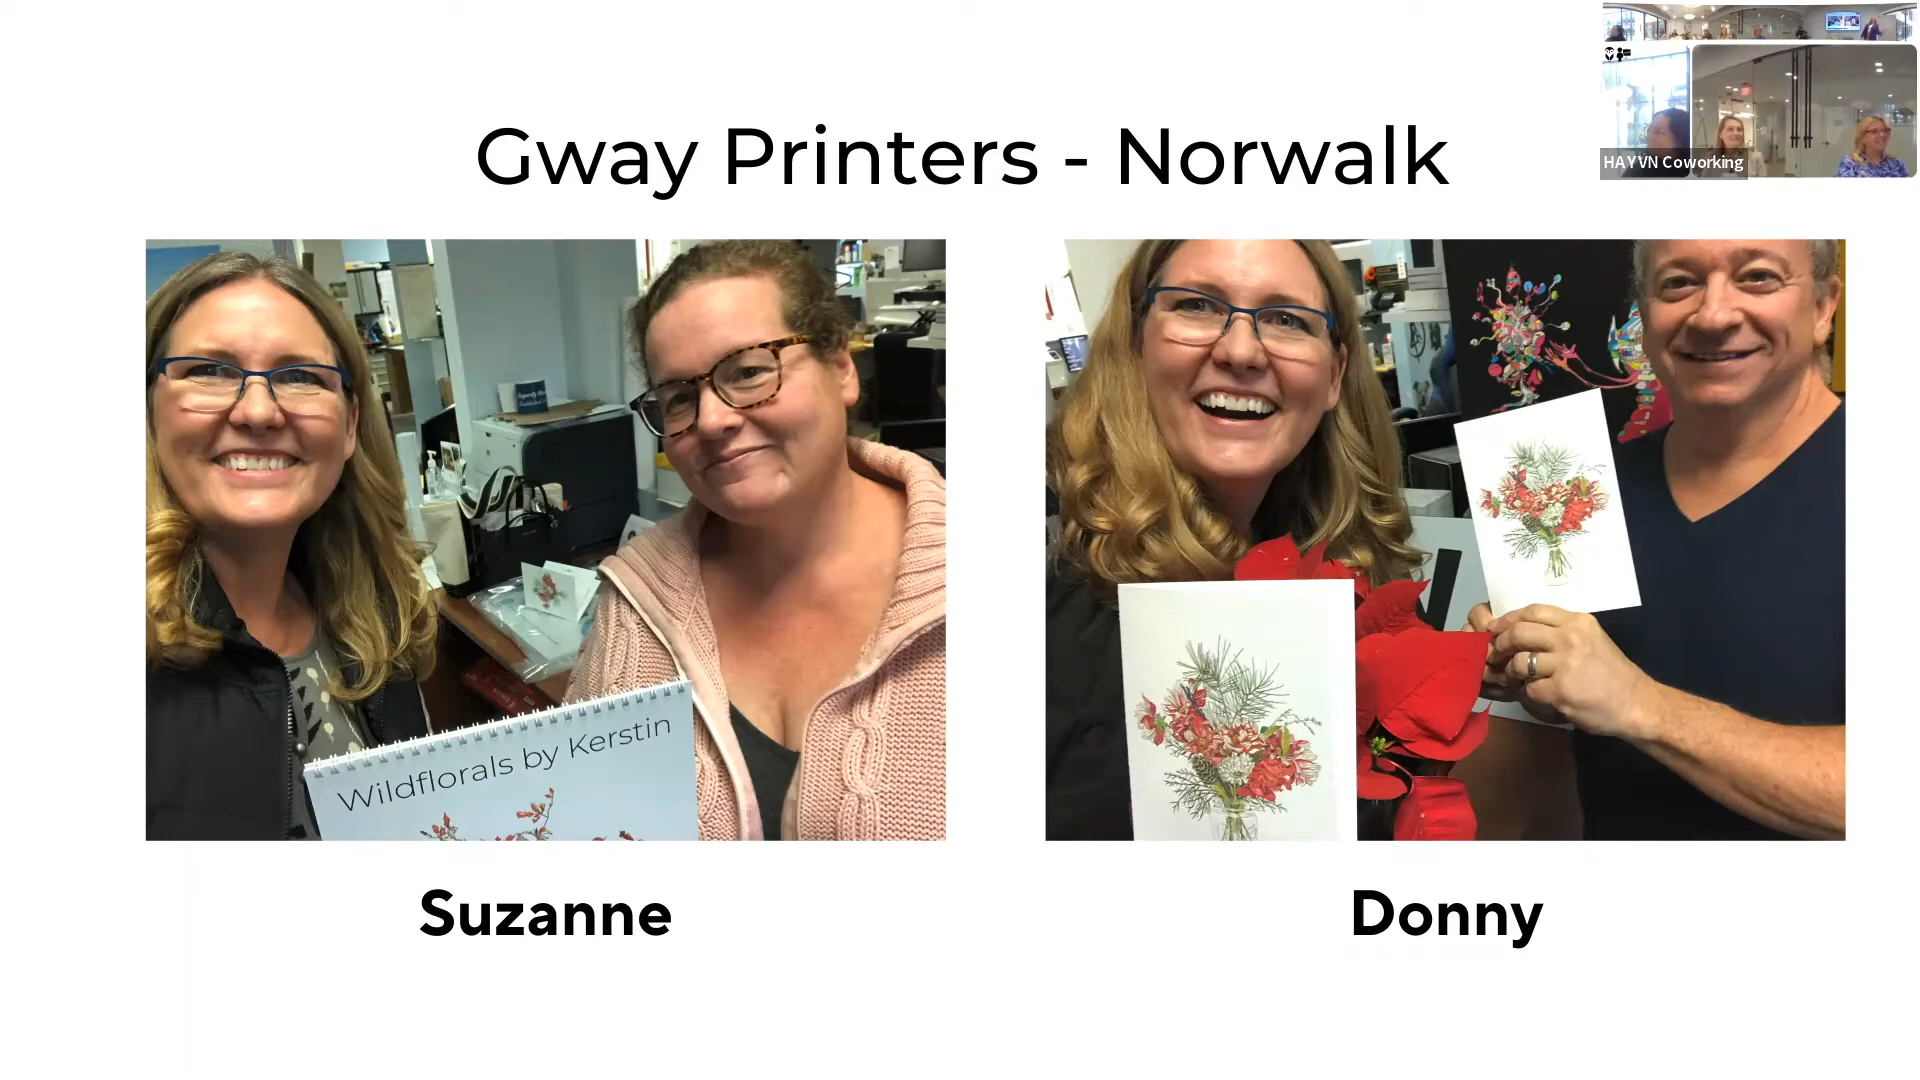 Gway Printers - Norwalk
HAYVN Coworking
Wildflorals by Kerstin
Suzanne
Donny